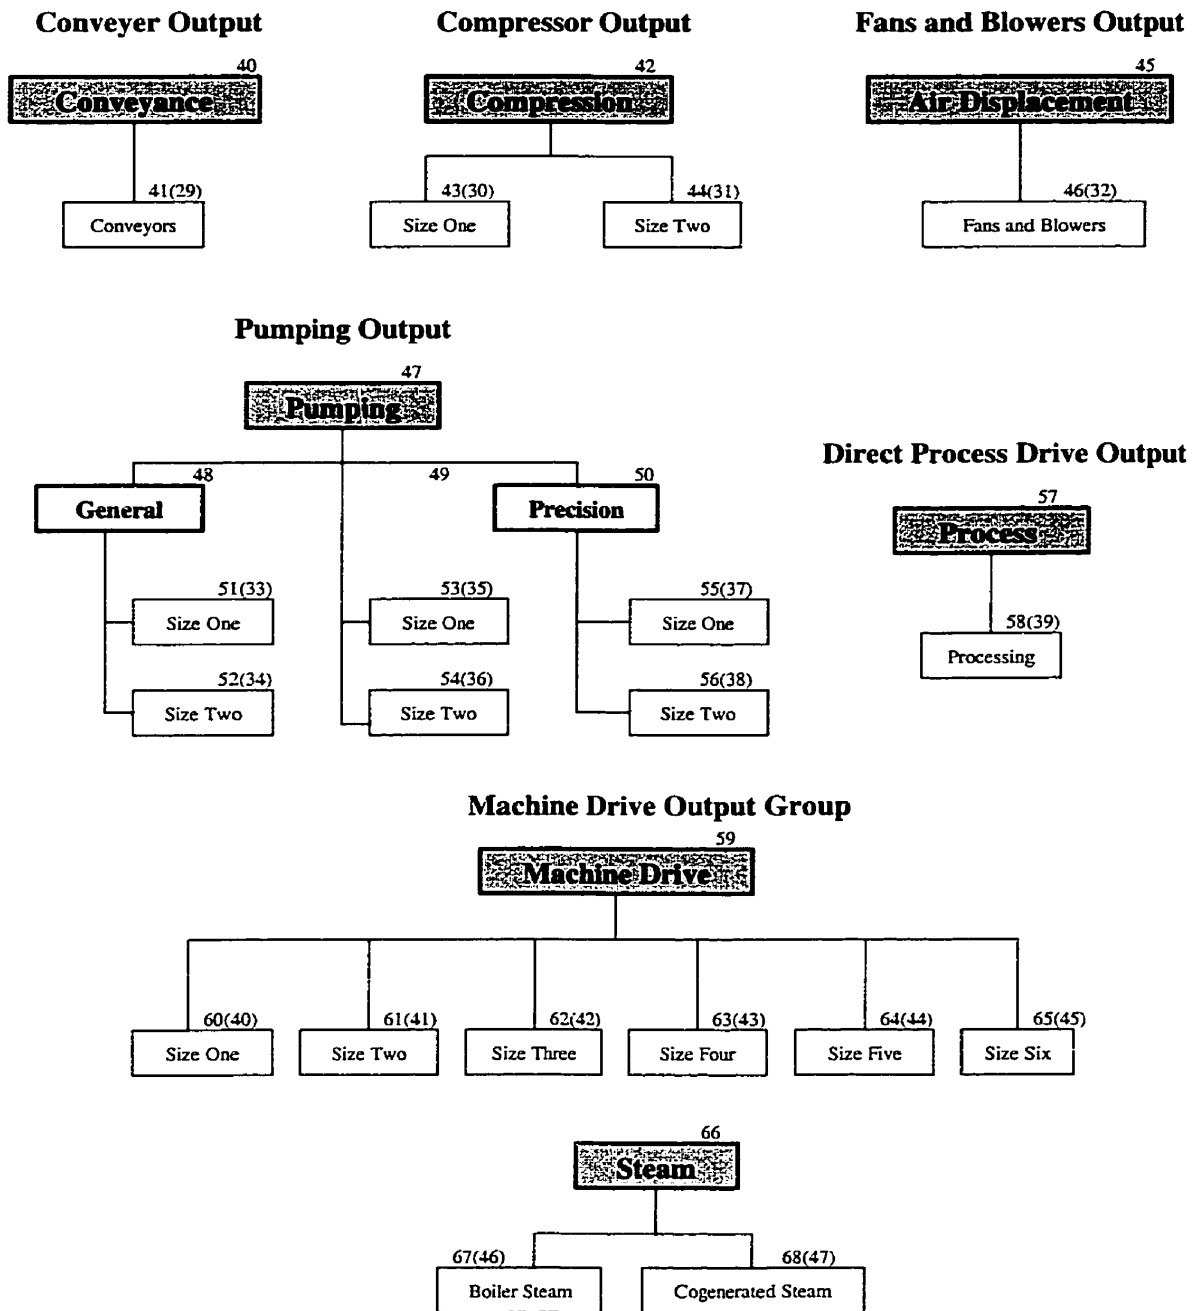 Conveyer Output
Compressor Output
Fans and Blowers Output
40
Conveyance
42
Compression
45
Air Displacement
41(29)
Conveyors
43(30)
Size One
44(31)
Size Two
46(32)
Fans and Blowers
Pumping Output
47
Pumping
48
General
49
50
Precision
51(33)
Size One
53(35)
Size One
55(37)
Size One
52(34)
Size Two
54(36)
Size Two
56(38)
Size Two
Direct Process Drive Output
57
Process
58(39)
Processing
Machine Drive Output Group
59
Machine Drive
60(40)
Size One
61(41)
Size Two
62(42)
Size Three
63(43)
Size Four
64(44)
Size Five
65(45)
Size Six
66
Steam
67(46)
Boiler Steam
68(47)
Cogenerated Steam